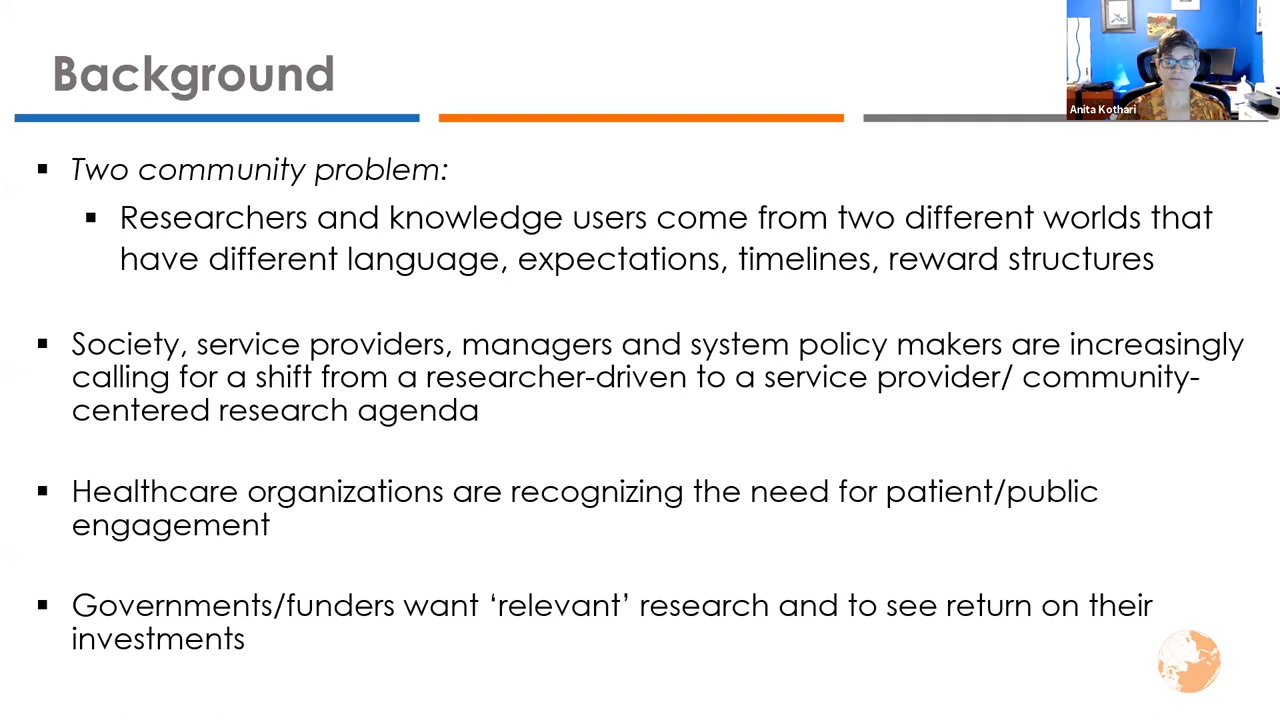 Background
Anita Kothari
▪ Two community problem:
▪ Researchers and knowledge users come from two different worlds that
have different language, expectations, timelines, reward structures
▪ Society, service providers, managers and system policy makers are increasingly
calling for a shift from a researcher-driven to a service provider/ community-
centered research agenda
▪ Healthcare organizations are recognizing the need for patient/public
engagement
▪ Governments/funders want ‘relevant’ research and to see return on their
investments